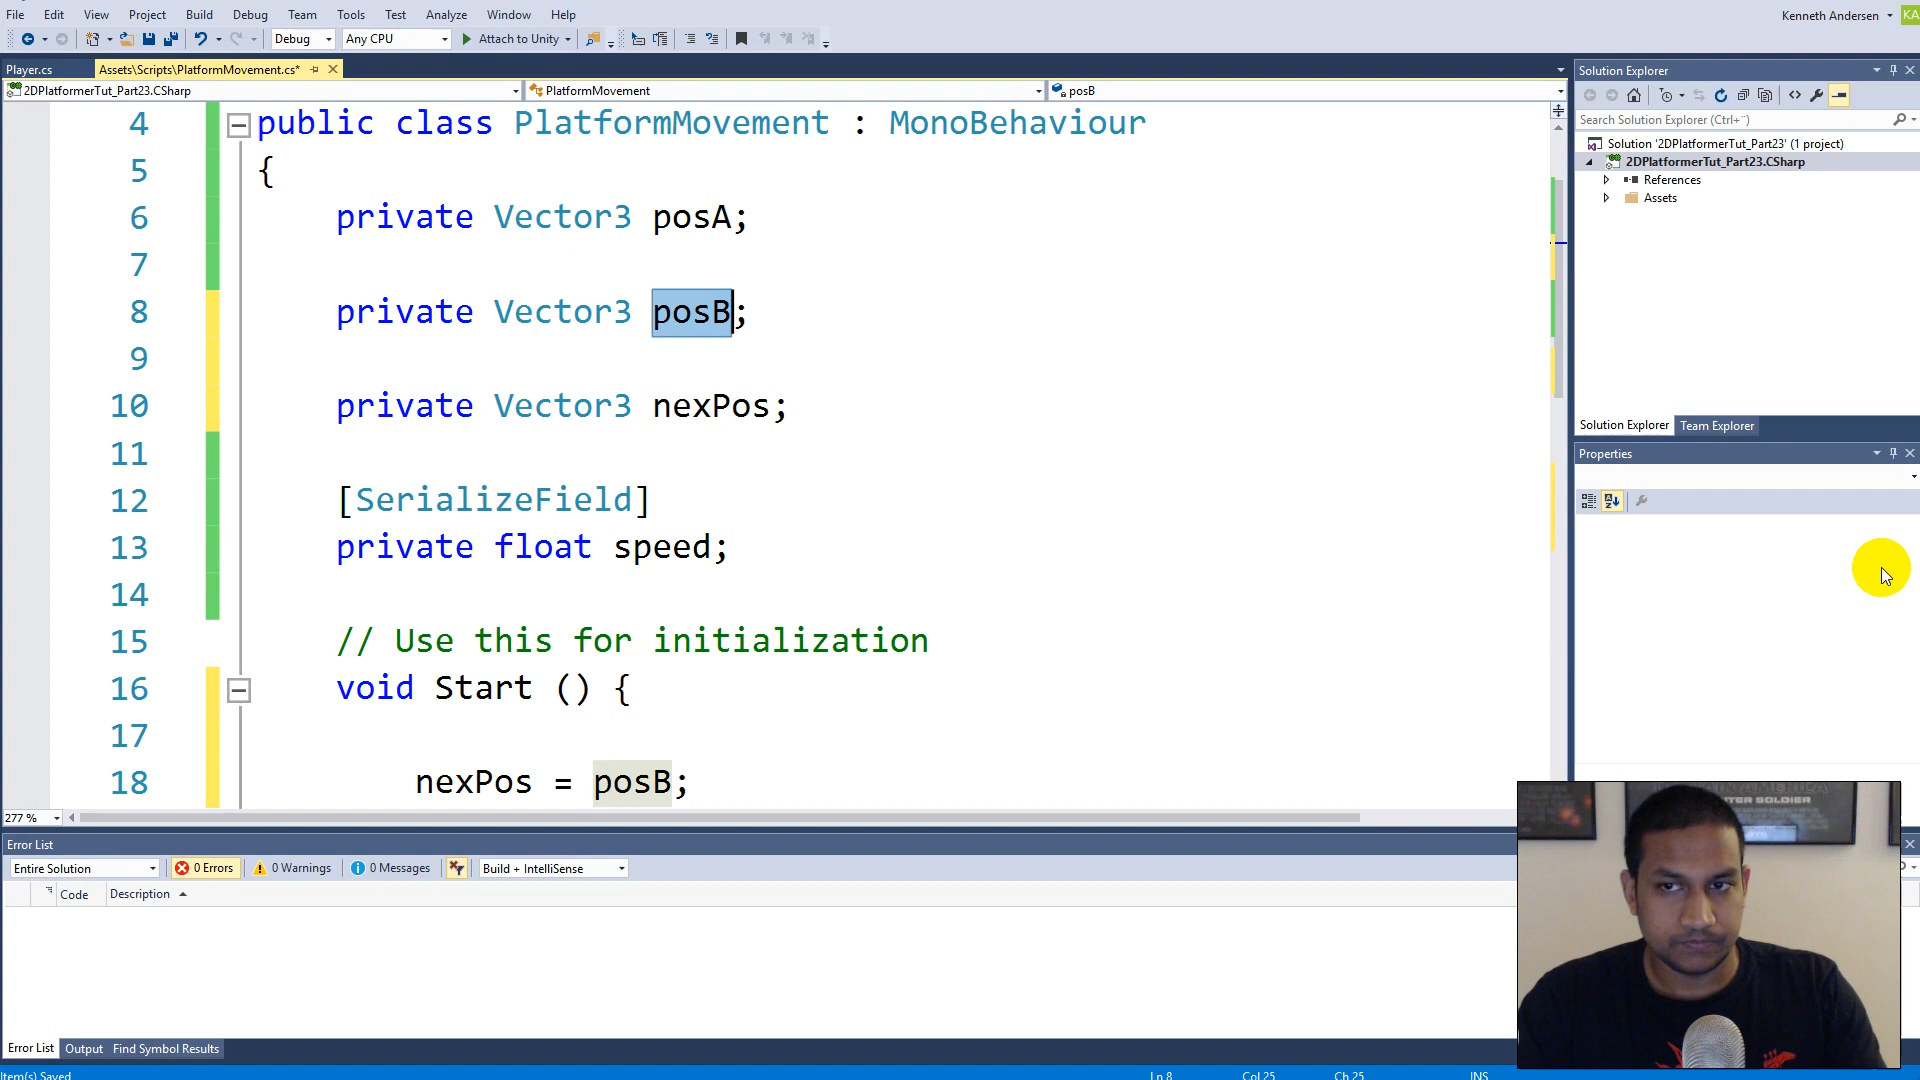 File Edit View Project Build Debug Team Tools Test Analyze Window Help
Kenneth Andersen KA
Debug Any CPU Attach to Unity
Player.cs Assets\Scripts\PlatformMovement.cs*
2DPlatformerTut_Part23.CSharp PlatformMovement posB
4 public class PlatformMovement : MonoBehaviour
5 {
6 private Vector3 posA;
7
8 private Vector3 posB;
9
10 private Vector3 nexPos;
11
12 [SerializeField]
13 private float speed;
14
15 // Use this for initialization
16 void Start () {
17
18 nexPos = posB;
277 %
Solution Explorer
Search Solution Explorer (Ctrl+¨)
Solution '2DPlatformerTut_Part23' (1 project)
2DPlatformerTut_Part23.CSharp
References
Assets
Solution Explorer Team Explorer
Properties
Error List
Entire Solution 0 Errors 0 Warnings 0 Messages Build + IntelliSense
Code Description
Error List Output Find Symbol Results
Item(s) Saved Ln 8 Col 25 Ch 25 INS